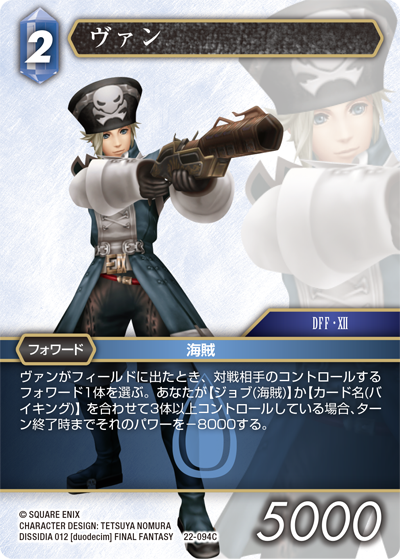 2
ヴァン
DFF・XII
フォワード
海賊
ヴァンがフィールドに出たとき、対戦相手のコントロールする
フォワード1体を選ぶ。あなたが【ジョブ(海賊)】か【カード名(バ
イキング)】を合わせて3体以上コントロールしている場合、ターン
終了時までそれのパワーを－8000する。
© SQUARE ENIX
CHARACTER DESIGN: TETSUYA NOMURA
DISSIDIA 012 [duodecim] FINAL FANTASY
22-094C
5000